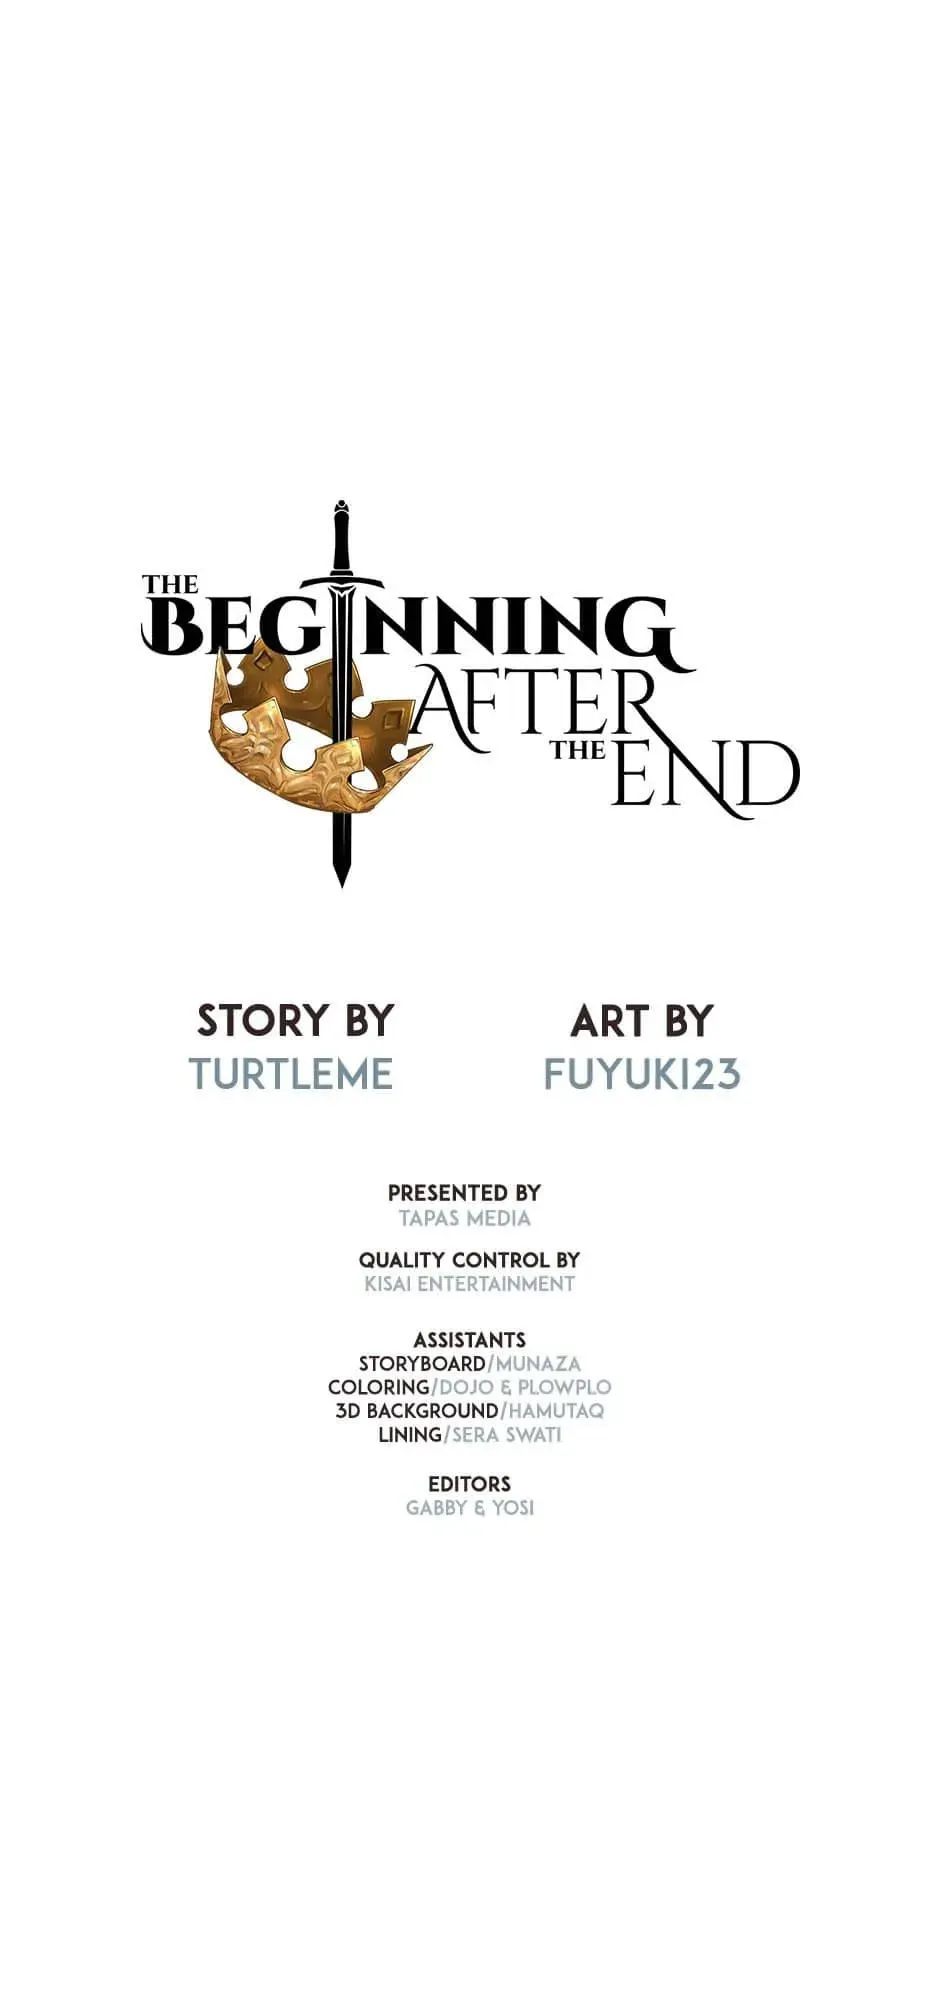 THE
BEGINNING
AFTER
THE END
STORY BY
TURTLEME
ART BY
FUYUKI23
PRESENTED BY
TAPAS MEDIA
QUALITY CONTROL BY
KISAI ENTERTAINMENT
ASSISTANTS
STORYBOARD/MUNAZA
COLORING/DOJO & PLOWPLO
3D BACKGROUND/HAMUTAQ
LINING/SERA SWATI
EDITORS
GABBY & YOSI